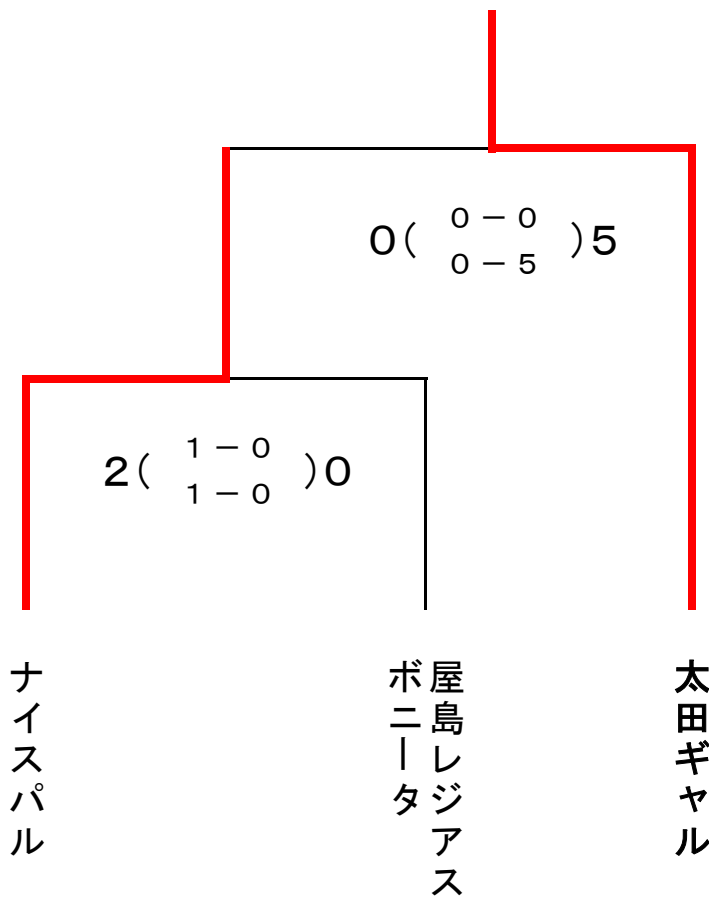 ０－０
０（　）５
０－５
１－０
２（　）０
１－０
ナイスパル
屋島レジアス
ボニータ
太田ギャル